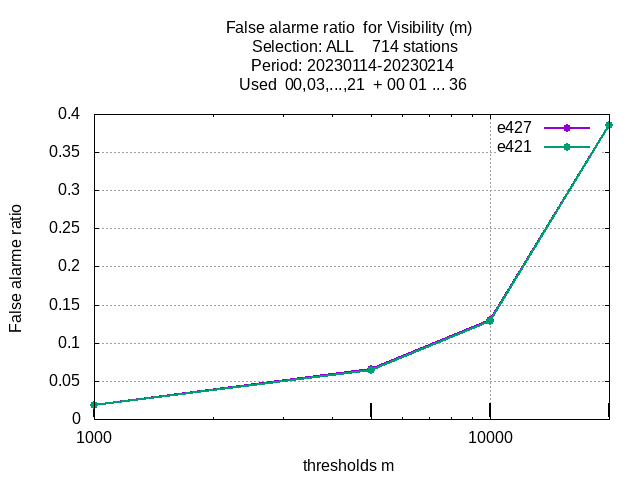 False alarme ratio  for Visibility (m)
Selection: ALL    714 stations
Period: 20230114-20230214
Used  00,03,...,21  + 00 01 ... 36
e427
e421
0.4
0.35
0.3
0.25
0.2
0.15
0.1
0.05
0
False alarme ratio
1000
10000
thresholds m